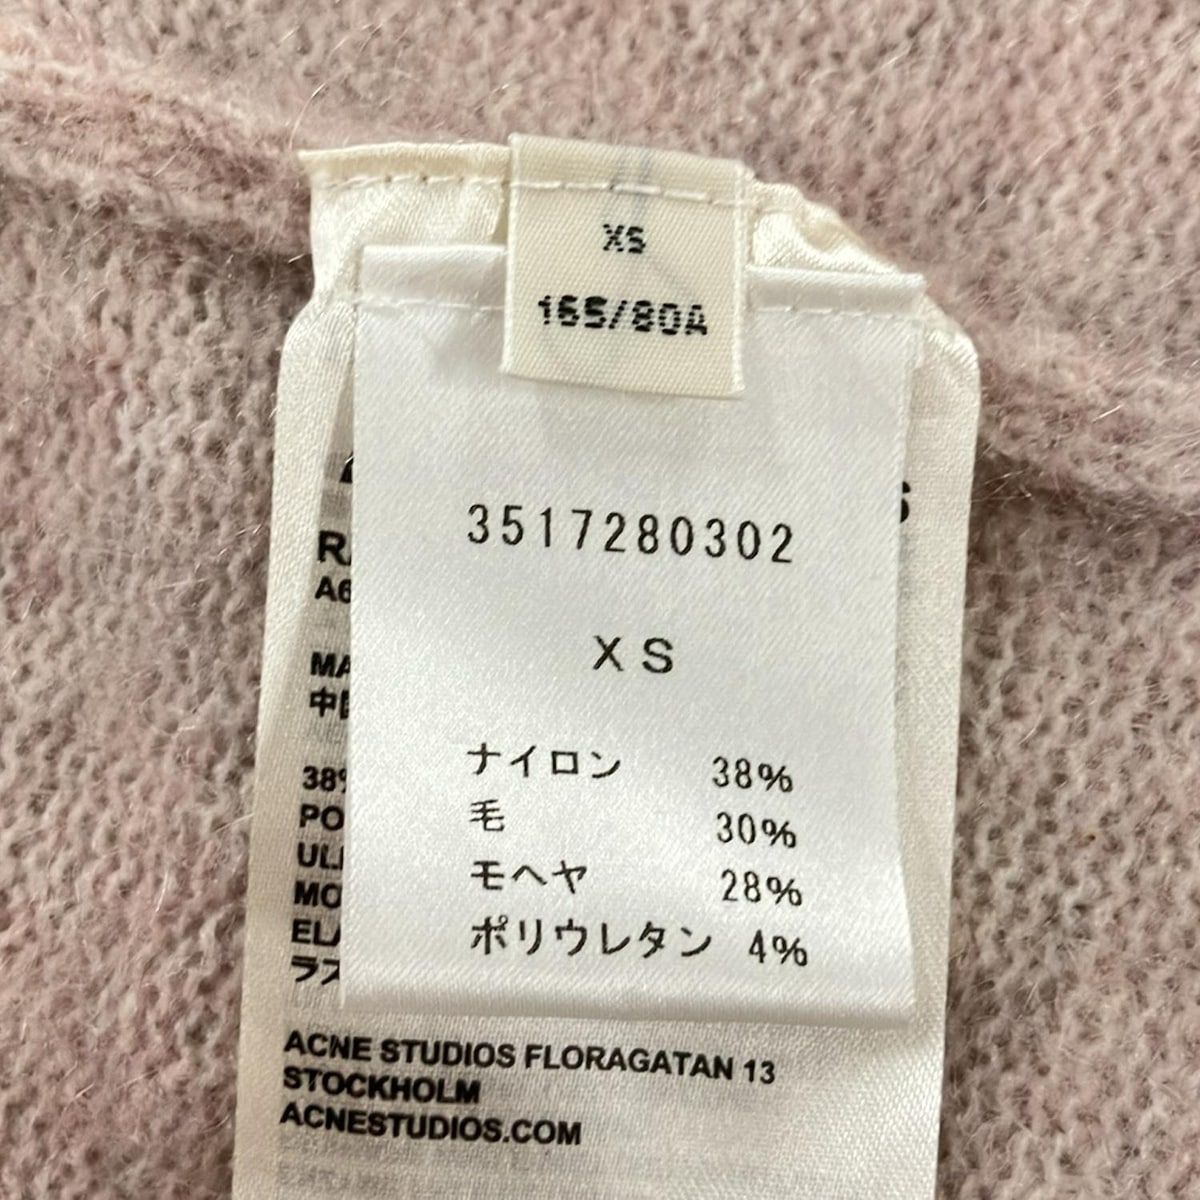 XS
165/80A
3517280302
XS
ナイロン 38%
毛 30%
モヘヤ 28%
ポリウレタン 4%
ACNE STUDIOS FLORAGATAN 13
STOCKHOLM
ACNESTUDIOS.COM